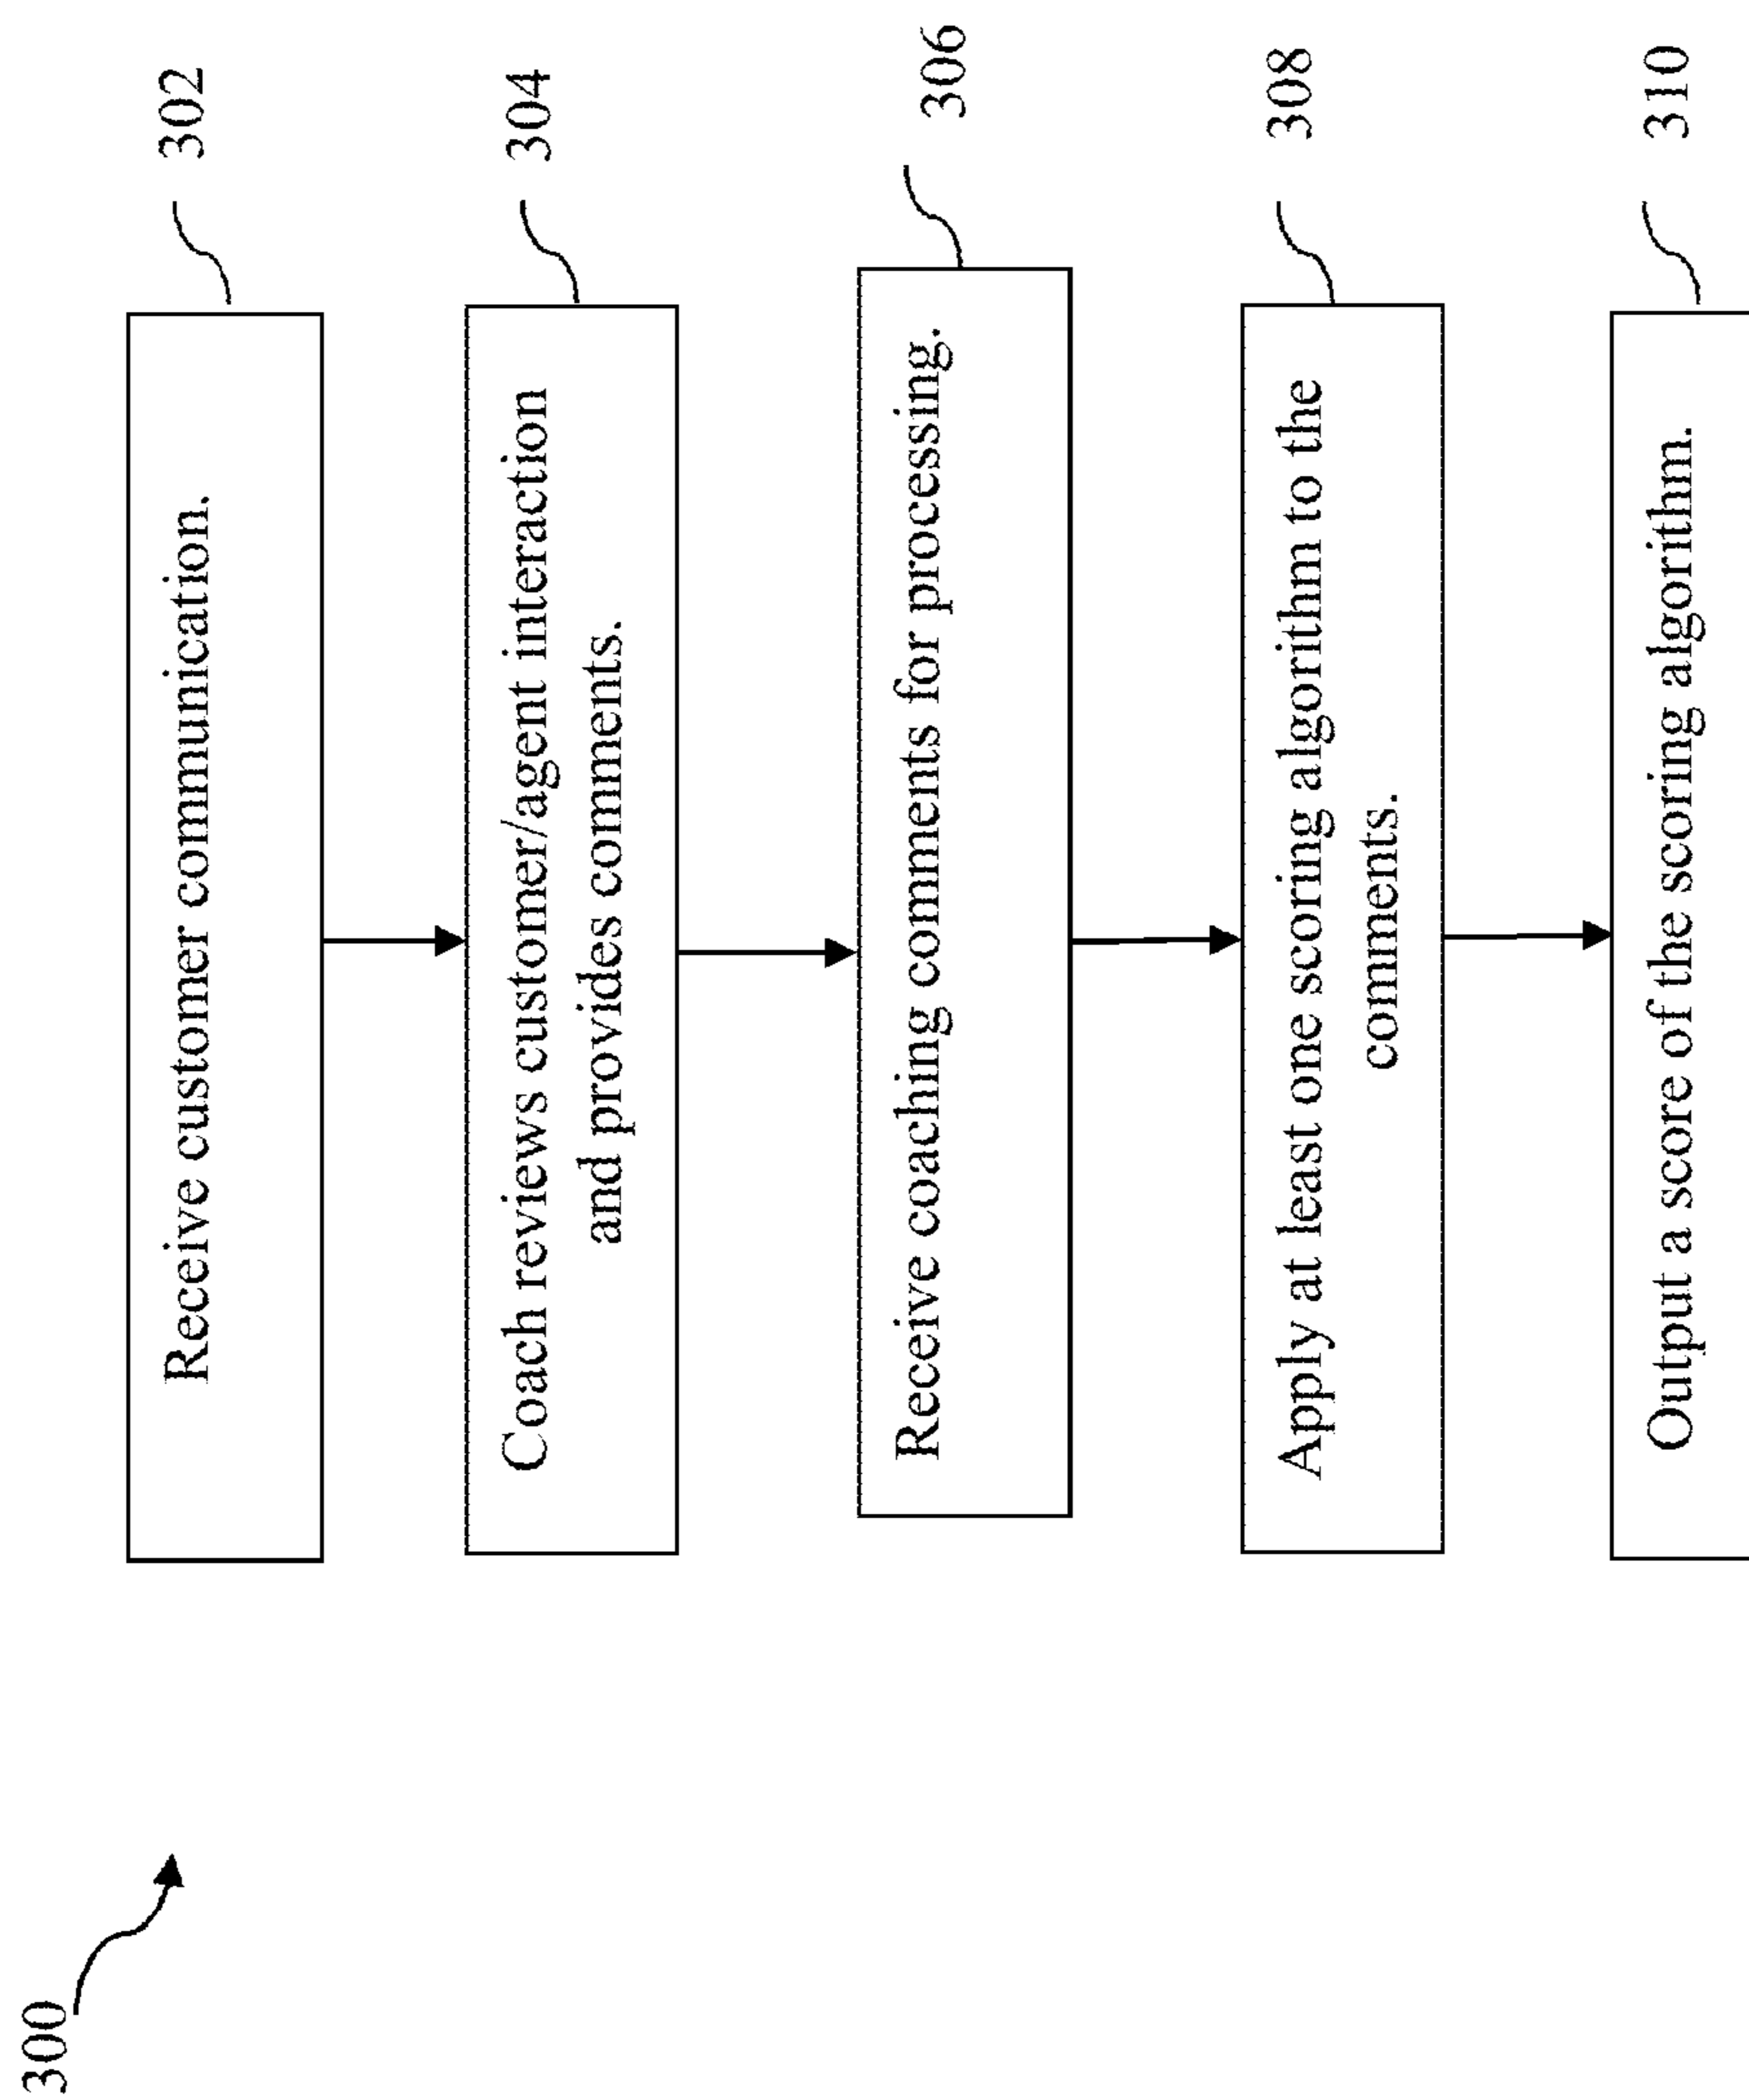 300
Receive customer communication.
302
Coach reviews customer/agent interaction
and provides comments.
304
Receive coaching comments for processing.
306
Apply at least one scoring algorithm to the
comments.
308
Output a score of the scoring algorithm.
310